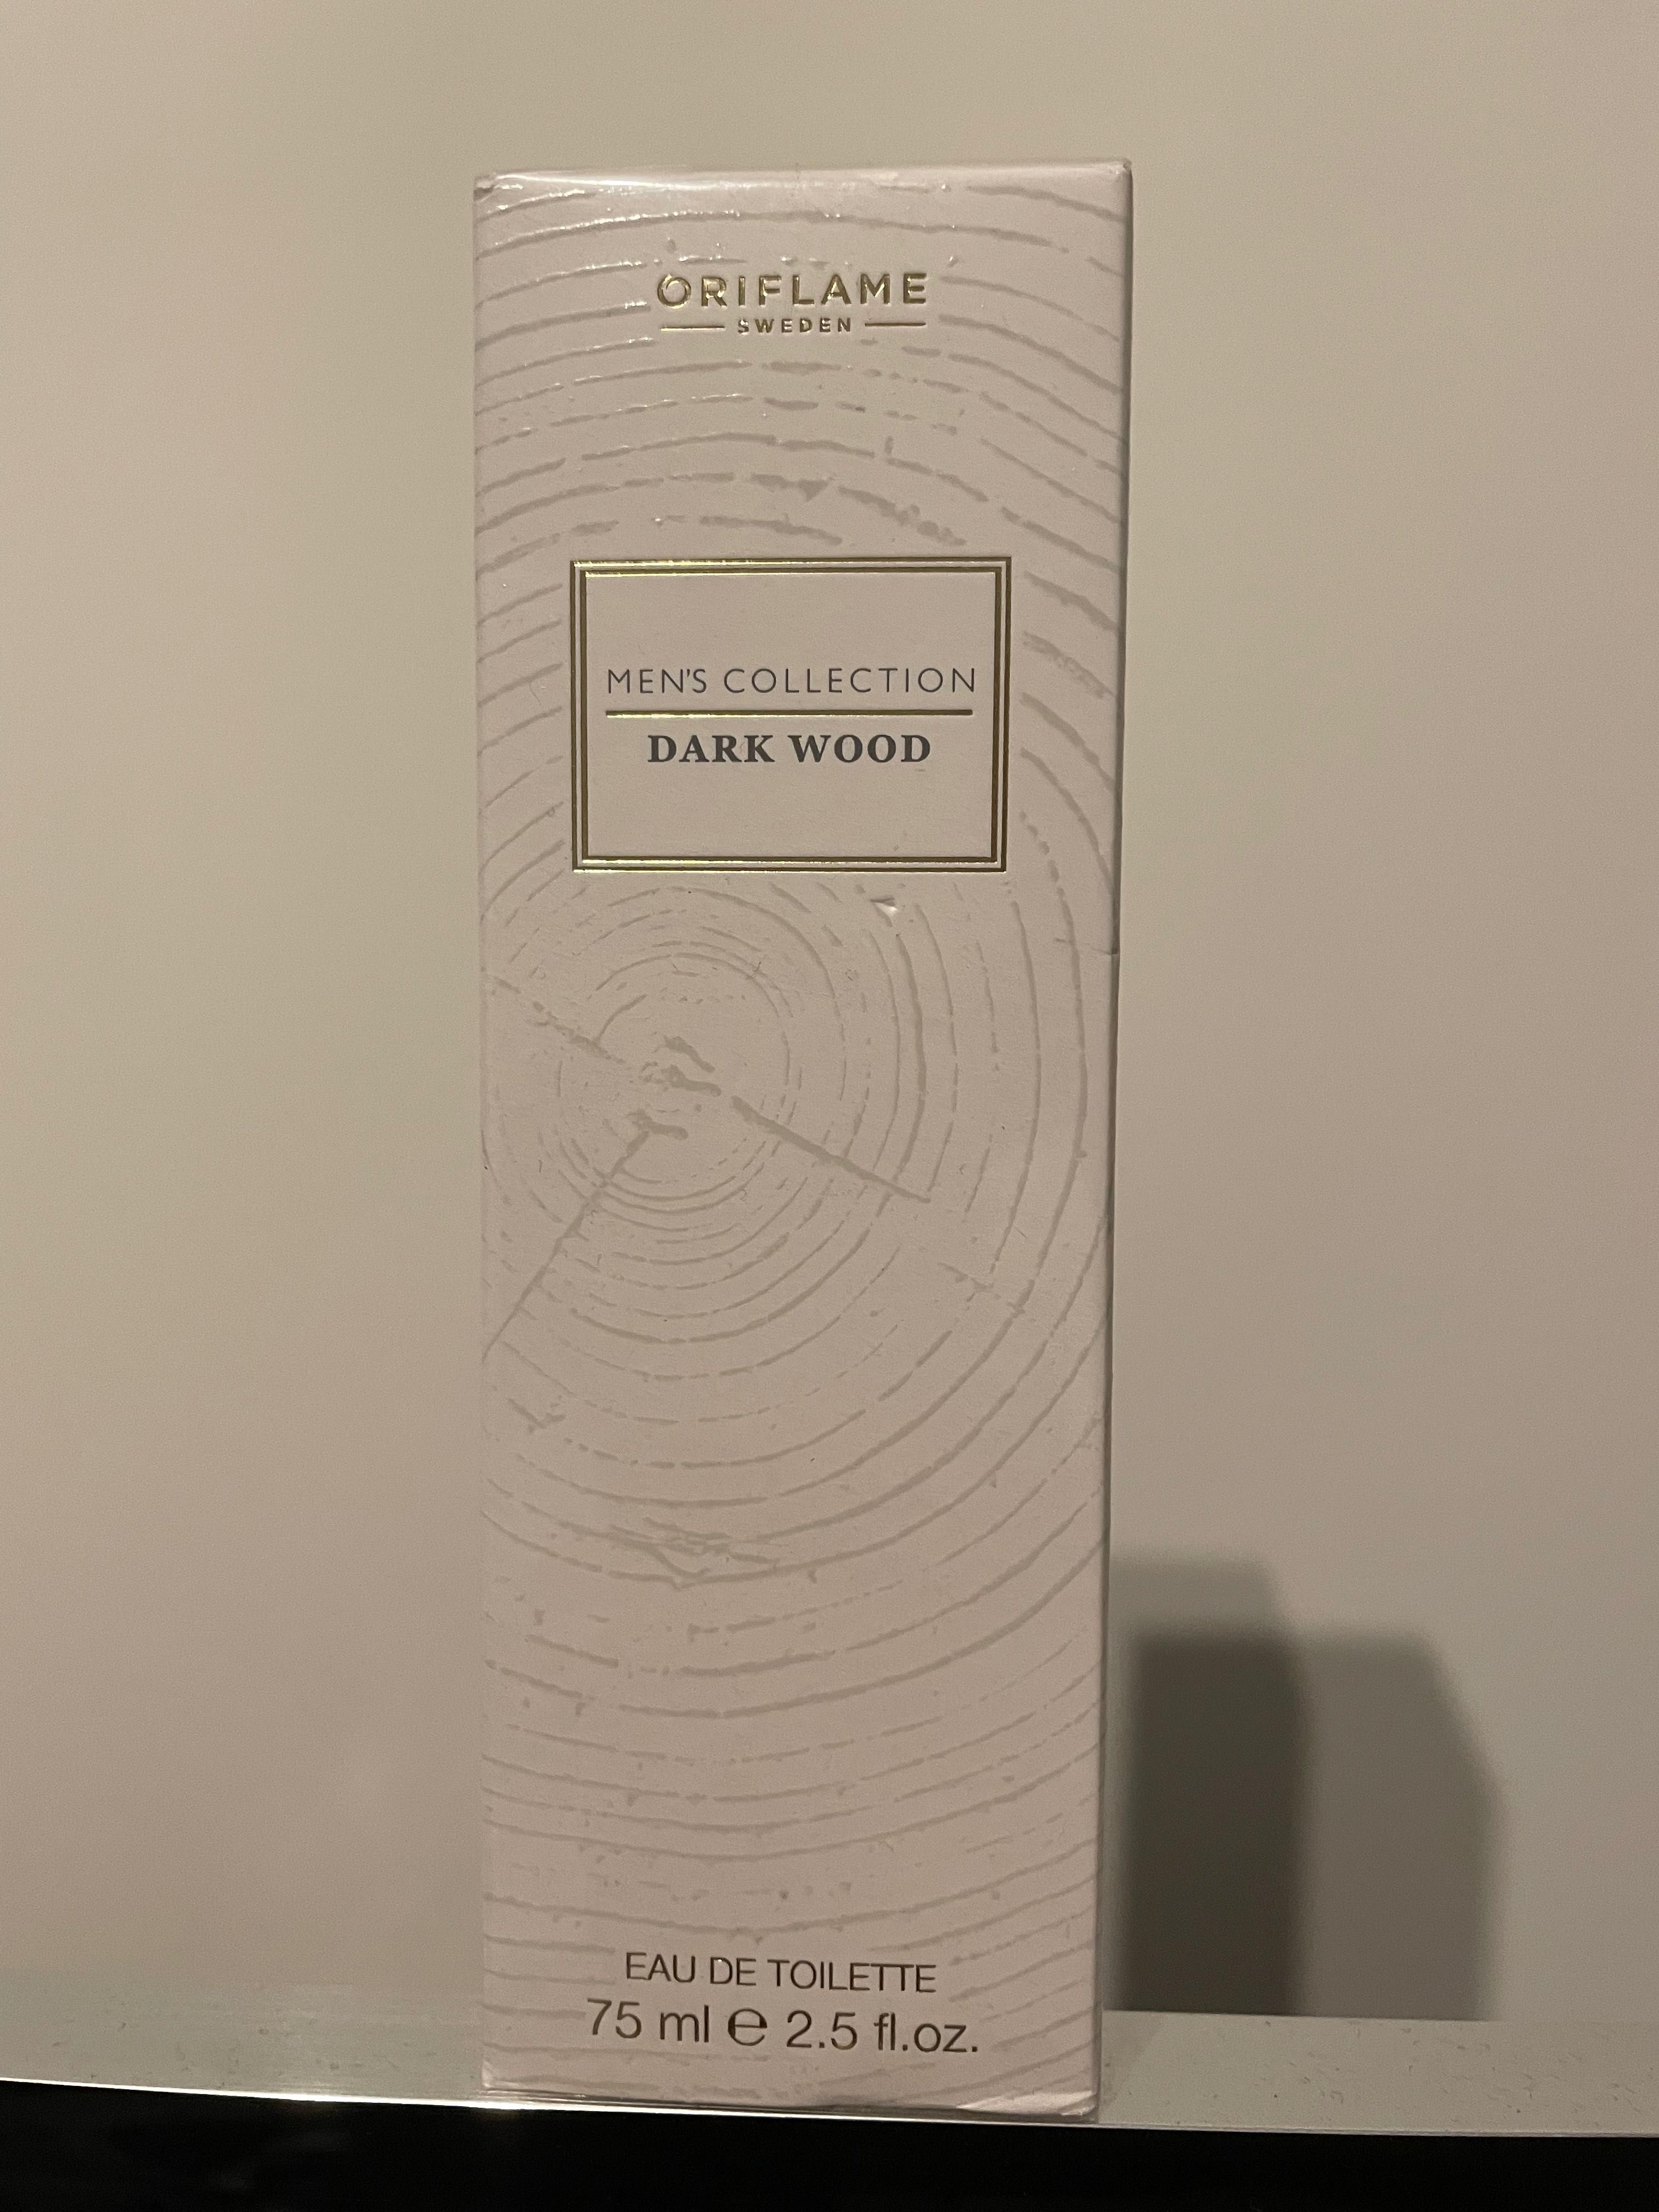 ORIFLAME
SWEDEN
MEN'S COLLECTION
DARK WOOD
EAU DE TOILETTE
75 ml ℮ 2.5 fl.oz.